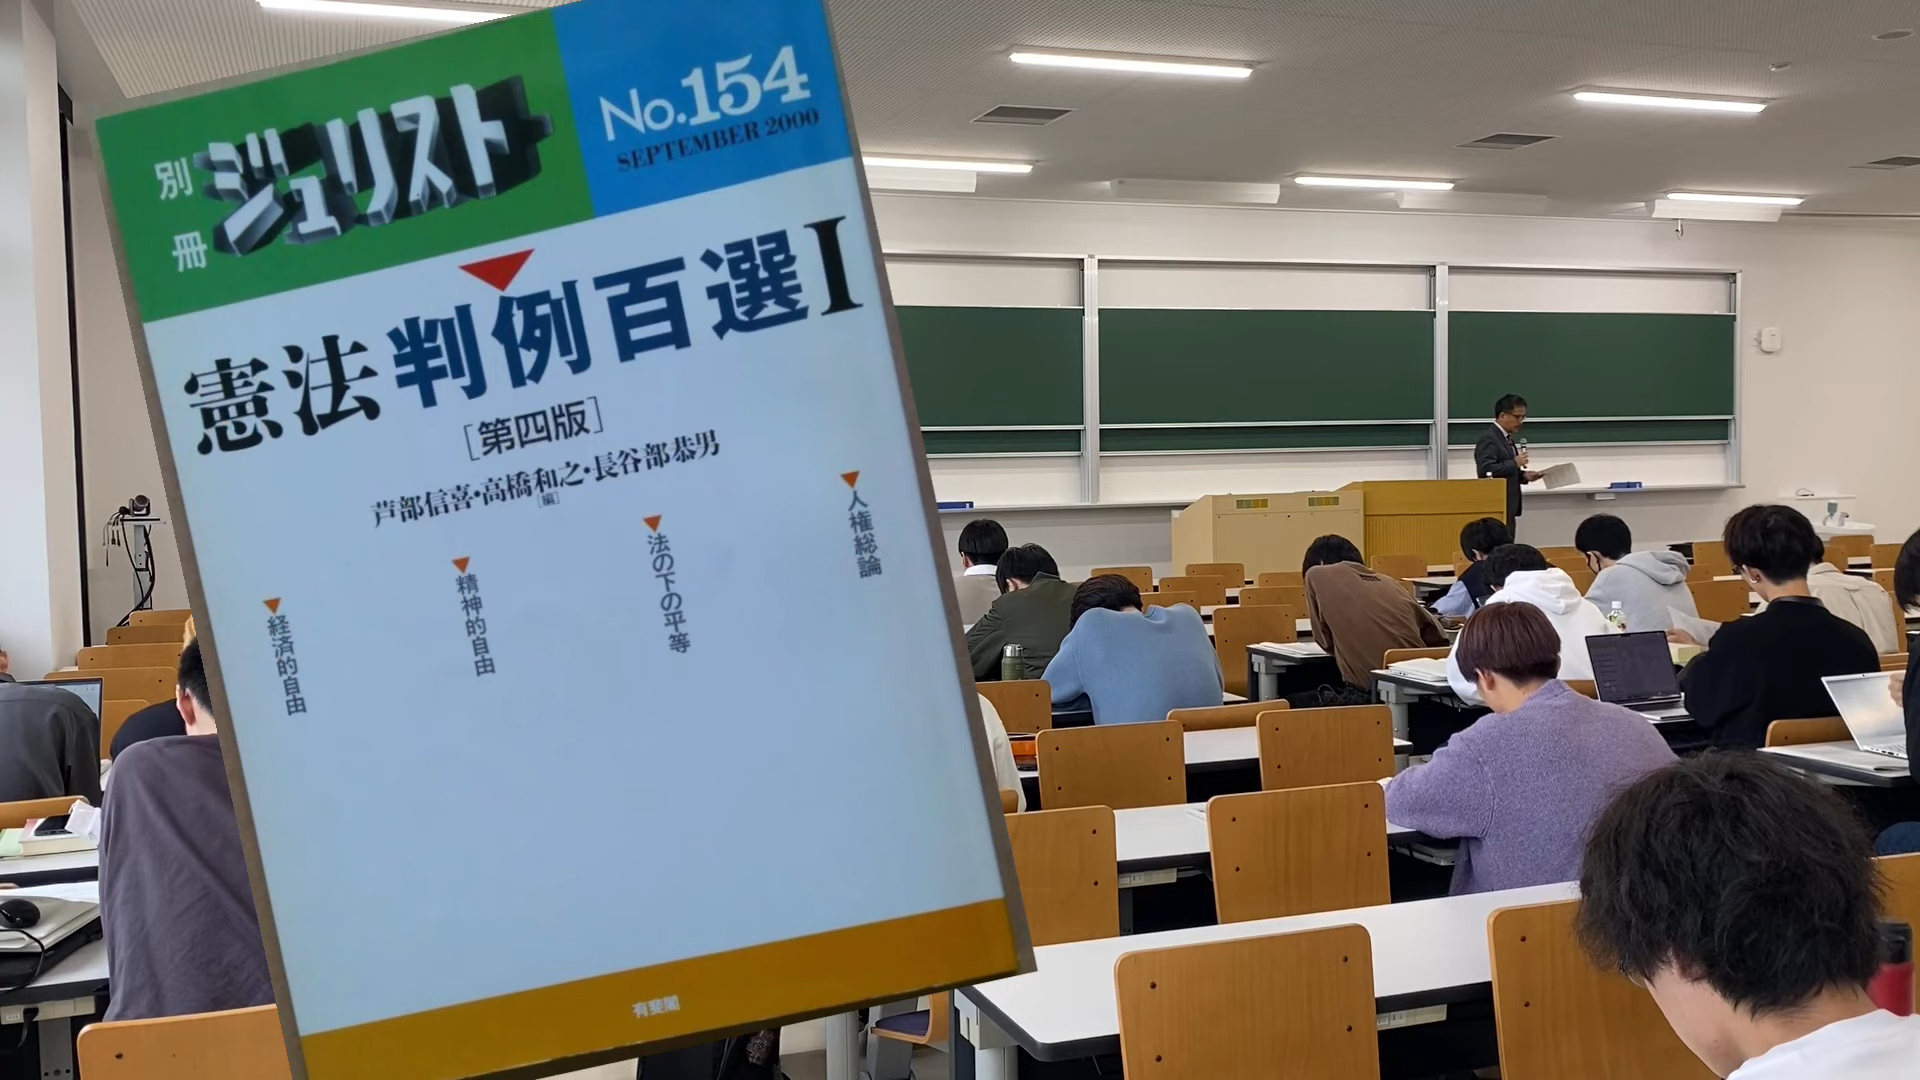 別冊 ジュリスト
No.154
SEPTEMBER 2000
憲法判例百選I
[第四版]
芦部信喜・高橋和之・長谷部恭男
編
人権総論
法の下の平等
精神的自由
経済的自由
有斐閣